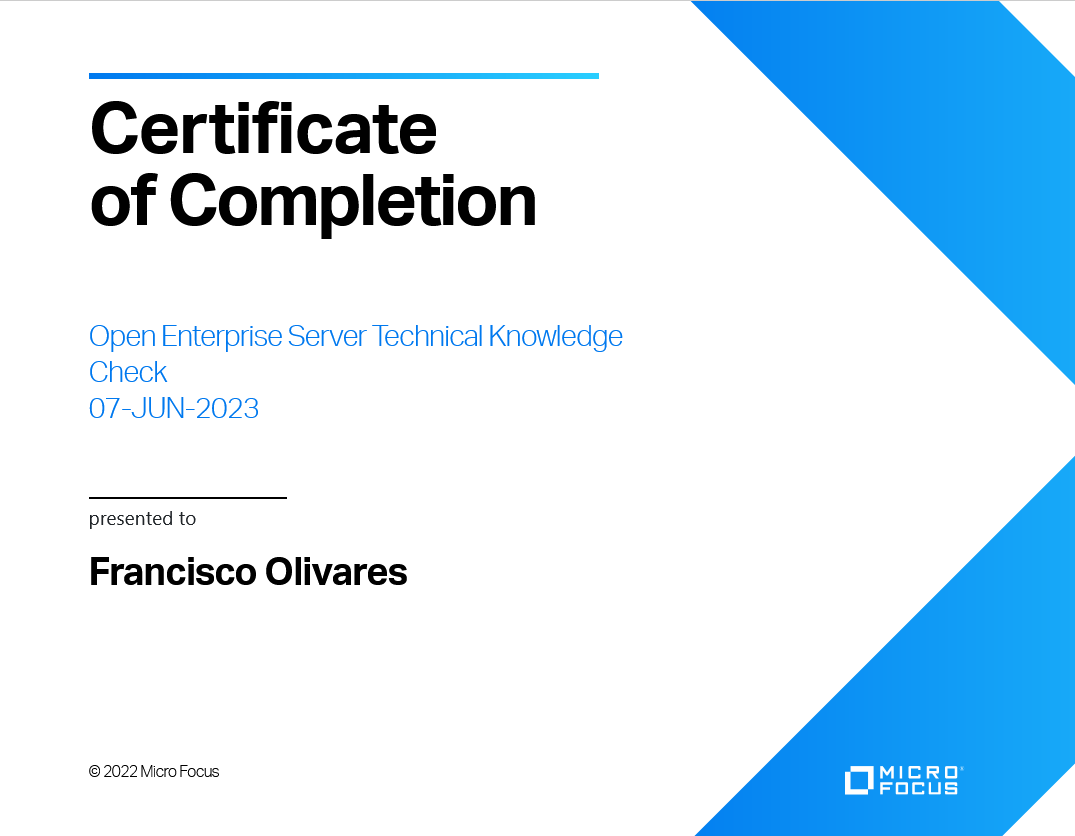 Certificate
of Completion
Open Enterprise Server Technical Knowledge
Check
07-JUN-2023
presented to
Francisco Olivares
© 2022 Micro Focus
MICRO®
FOCUS